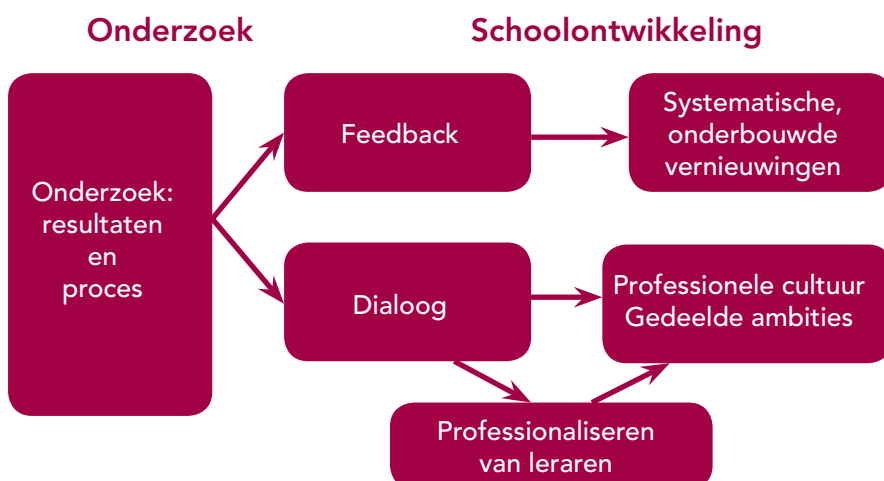 Onderzoek
Schoolontwikkeling
Onderzoek:
resultaten
en
proces
Feedback
Systematische,
onderbouwde
vernieuwingen
Dialoog
Professionele cultuur
Gedeelde ambities
Professionaliseren
van leraren